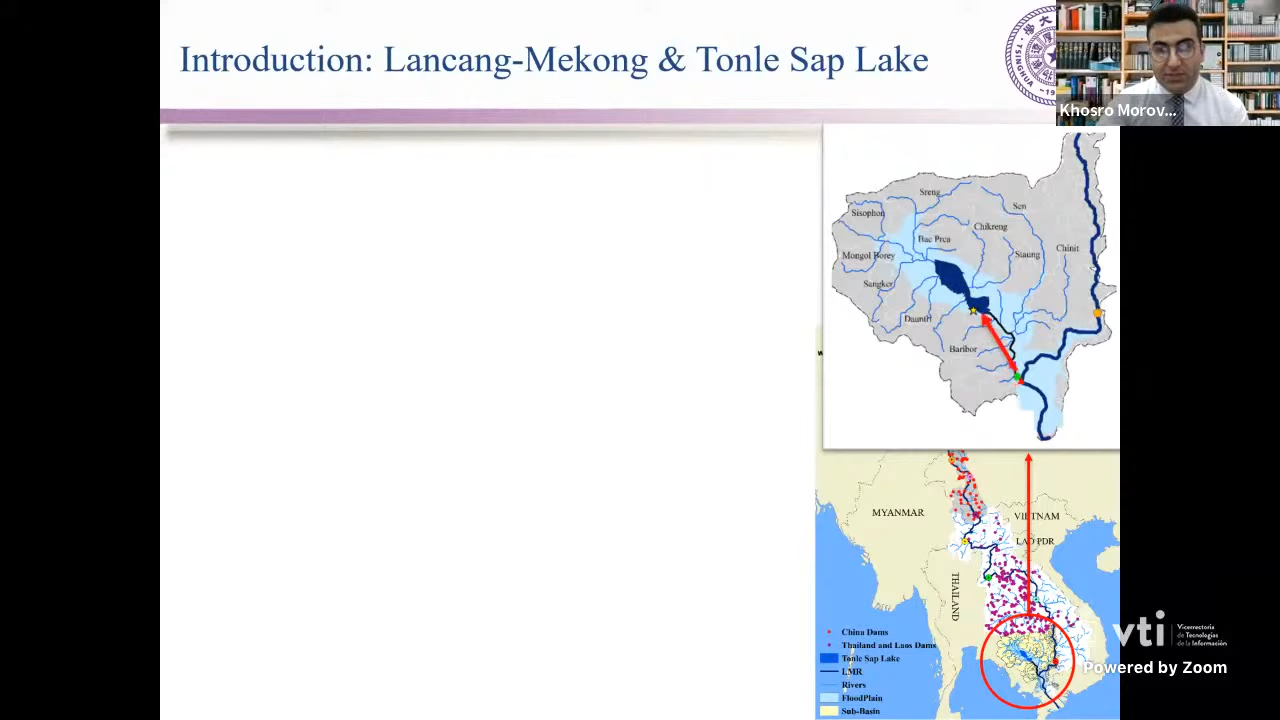 Introduction: Lancang-Mekong & Tonle Sap Lake
TSINGHUA
Khosro Morov...
Sreng
Sen
Sisophon
Chikreng
Bac Prea
Chinit
Mongol Borey
Staung
Sangker
Dauntri
Baribor
MYANMAR
VIETNAM
LAO PDR
THAILAND
China Dams
Thailand and Laos Dams
Tonle Sap Lake
LMR
Rivers
FloodPlain
Sub-Basin
vti
Vicerrectoría
de Tecnologías
de la Información
Powered by Zoom